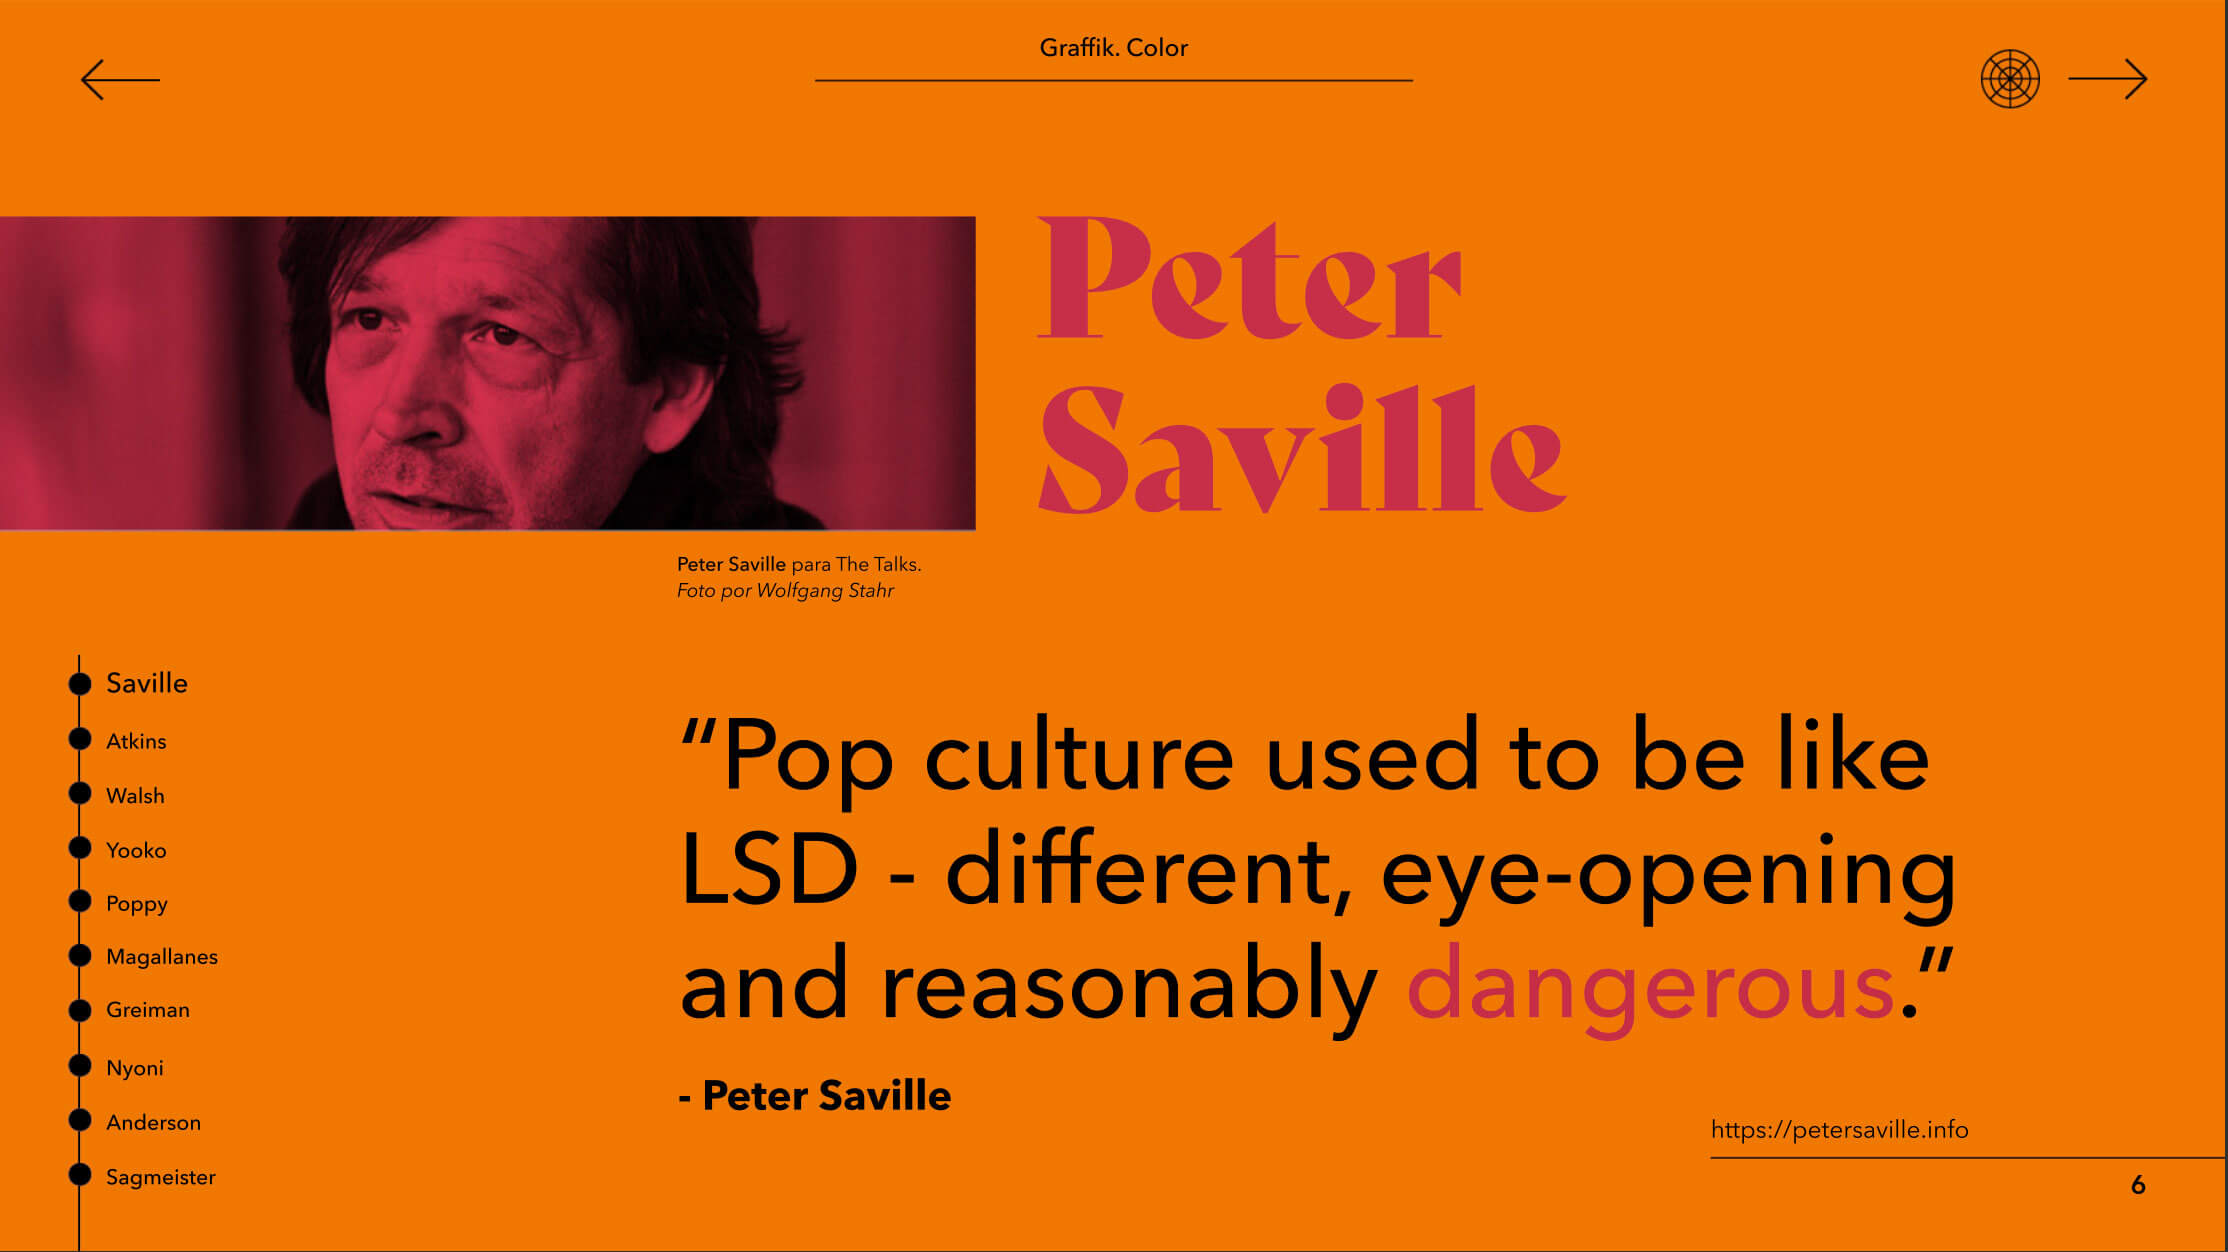 Graffik. Color
Peter
Saville
Peter Saville para The Talks.
Foto por Wolfgang Stahr
Saville
Atkins
Walsh
Yooko
Poppy
Magallanes
Greiman
Nyoni
Anderson
Sagmeister
“Pop culture used to be like
LSD - different, eye-opening
and reasonably dangerous.”
- Peter Saville
https://petersaville.info
6